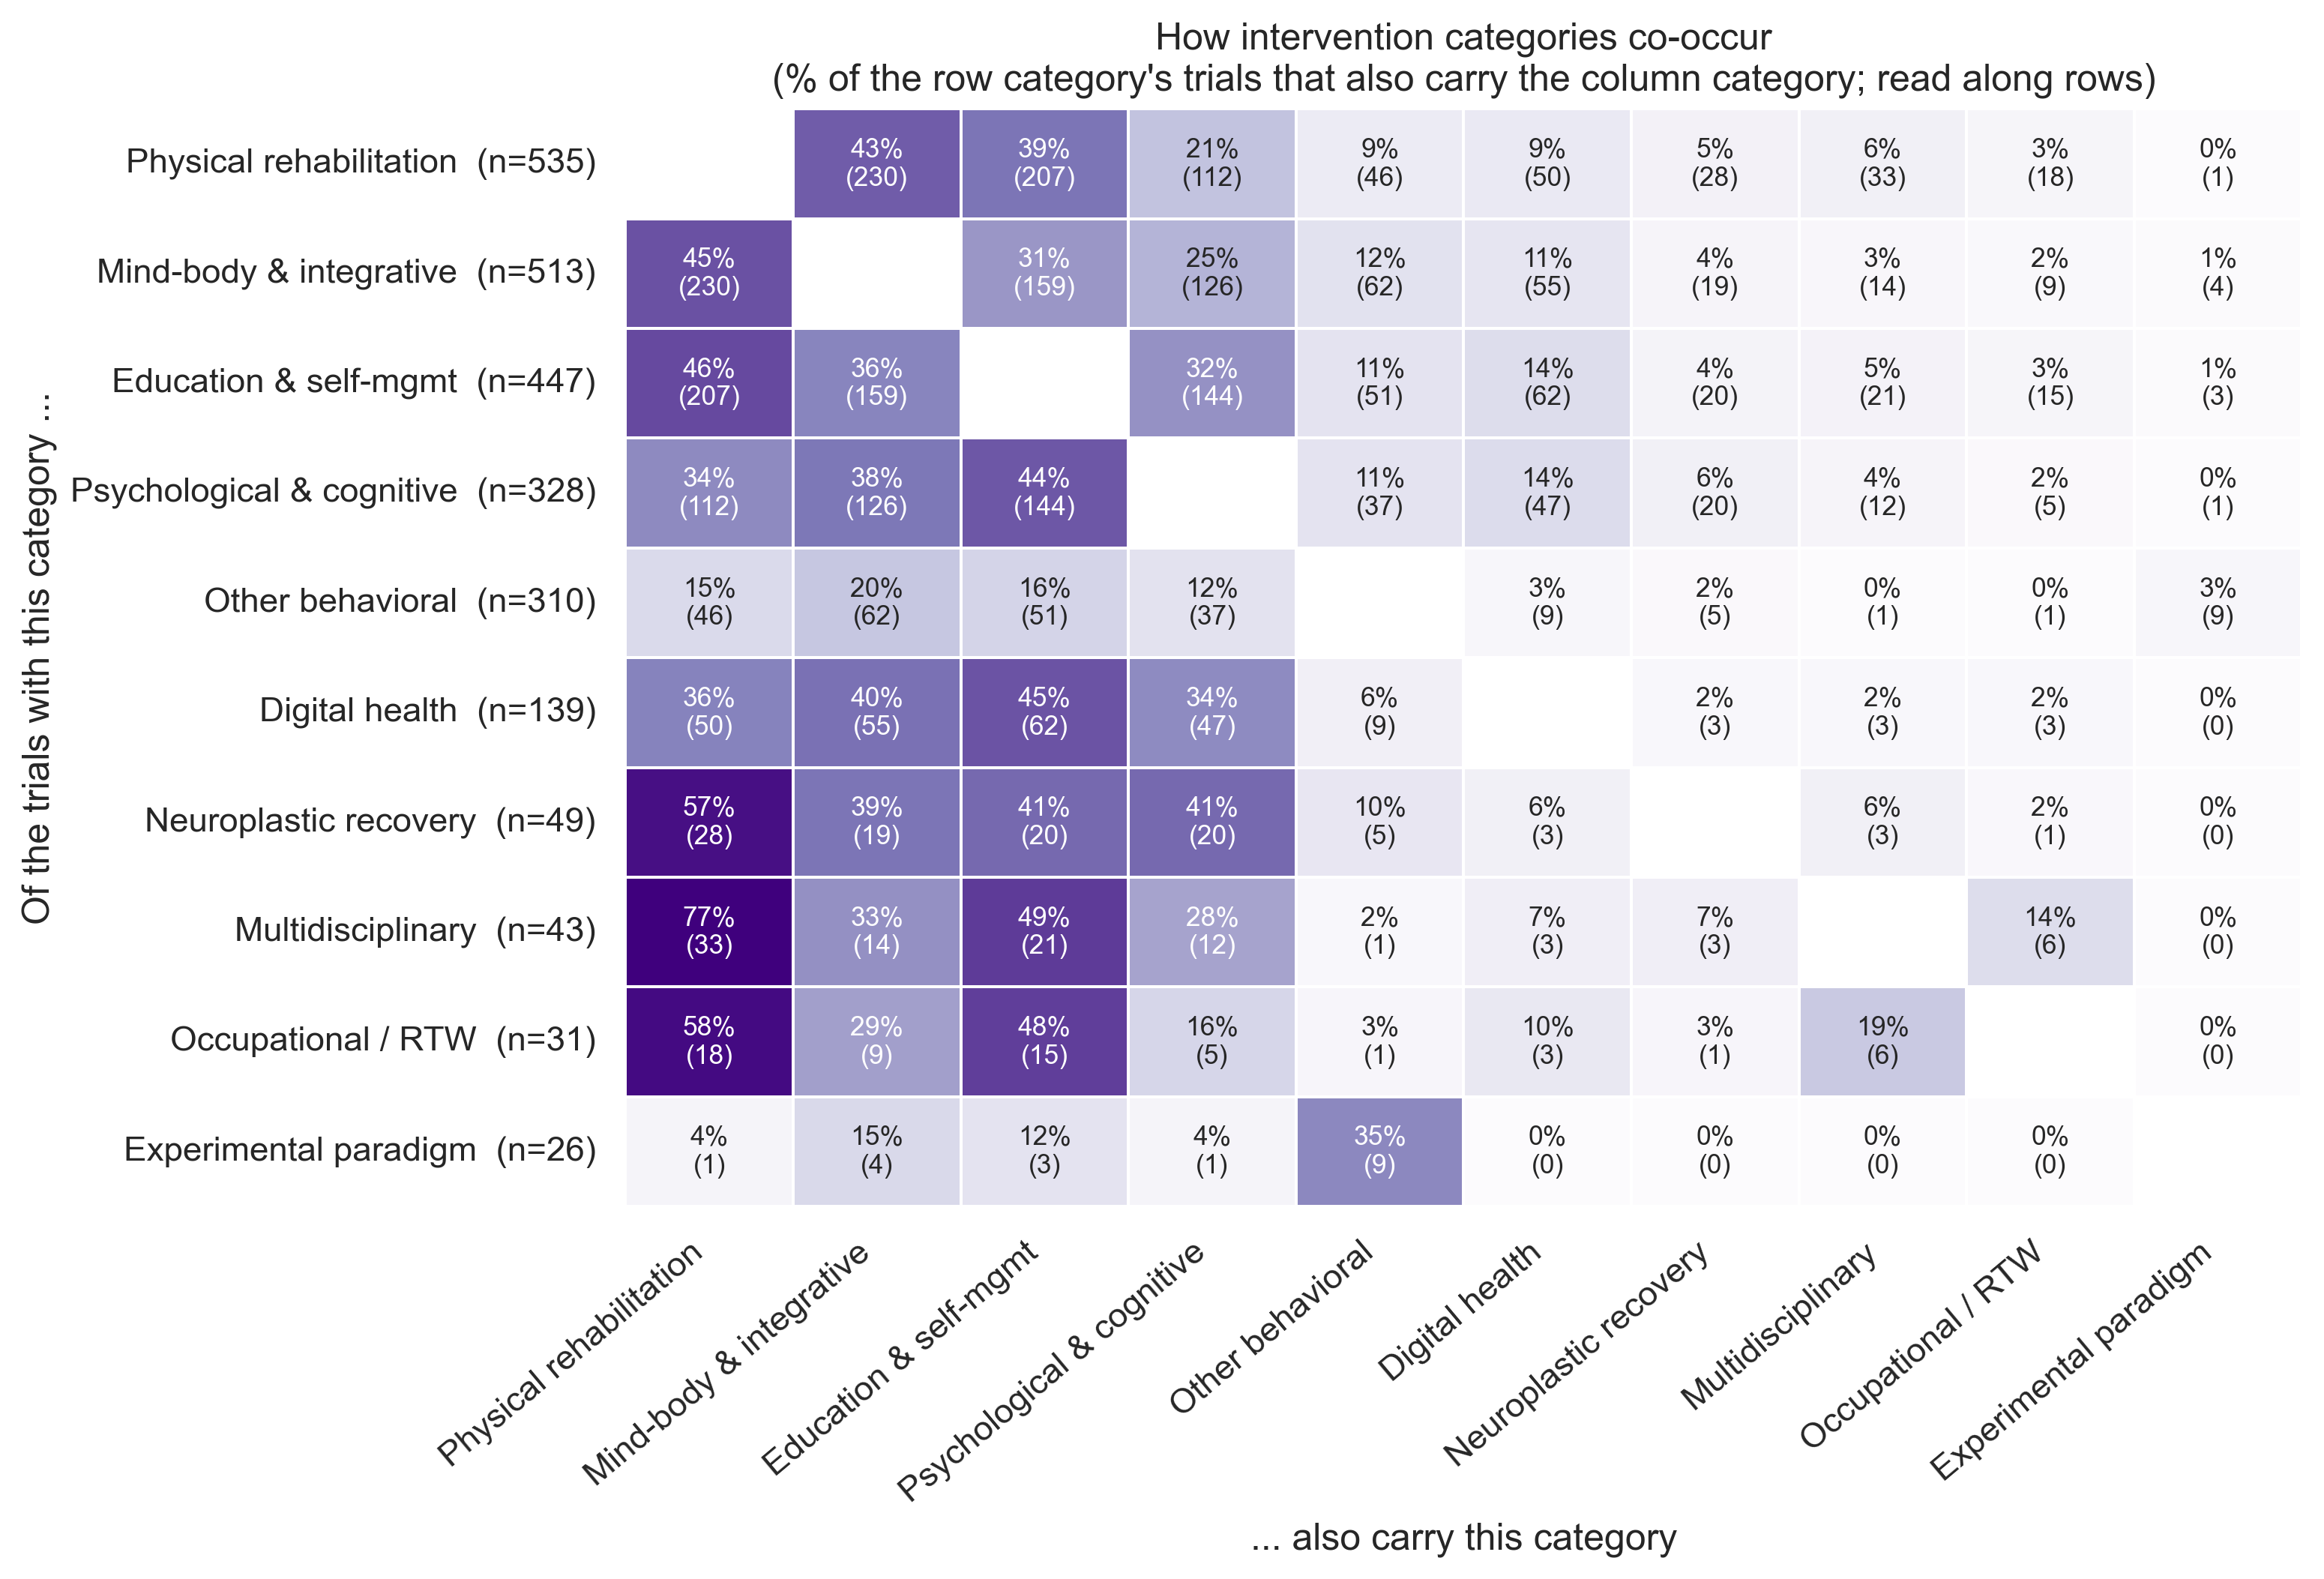 How intervention categories co-occur
(% of the row category's trials that also carry the column category; read along rows)
Of the trials with this category ...
Physical rehabilitation (n=535)
43% 39% 21% 9% 9% 5% 6% 3% 0%
(230) (207) (112) (46) (50) (28) (33) (18) (1)
Mind-body & integrative (n=513)
45% 31% 25% 12% 11% 4% 3% 2% 1%
(230) (159) (126) (62) (55) (19) (14) (9) (4)
Education & self-mgmt (n=447)
46% 36% 32% 11% 14% 4% 5% 3% 1%
(207) (159) (144) (51) (62) (20) (21) (15) (3)
Psychological & cognitive (n=328)
34% 38% 44% 11% 14% 6% 4% 2% 0%
(112) (126) (144) (37) (47) (20) (12) (5) (1)
Other behavioral (n=310)
15% 20% 16% 12% 3% 2% 0% 0% 3%
(46) (62) (51) (37) (9) (5) (1) (1) (9)
Digital health (n=139)
36% 40% 45% 34% 6% 2% 2% 2% 0%
(50) (55) (62) (47) (9) (3) (3) (3) (0)
Neuroplastic recovery (n=49)
57% 39% 41% 41% 10% 6% 6% 2% 0%
(28) (19) (20) (20) (5) (3) (3) (1) (0)
Multidisciplinary (n=43)
77% 33% 49% 28% 2% 7% 7% 14% 0%
(33) (14) (21) (12) (1) (3) (3) (6) (0)
Occupational / RTW (n=31)
58% 29% 48% 16% 3% 10% 3% 19% 0%
(18) (9) (15) (5) (1) (3) (1) (6) (0)
Experimental paradigm (n=26)
4% 15% 12% 4% 35% 0% 0% 0% 0%
(1) (4) (3) (1) (9) (0) (0) (0) (0)
Physical rehabilitation
Mind-body & integrative
Education & self-mgmt
Psychological & cognitive
Other behavioral
Digital health
Neuroplastic recovery
Multidisciplinary
Occupational / RTW
Experimental paradigm
... also carry this category